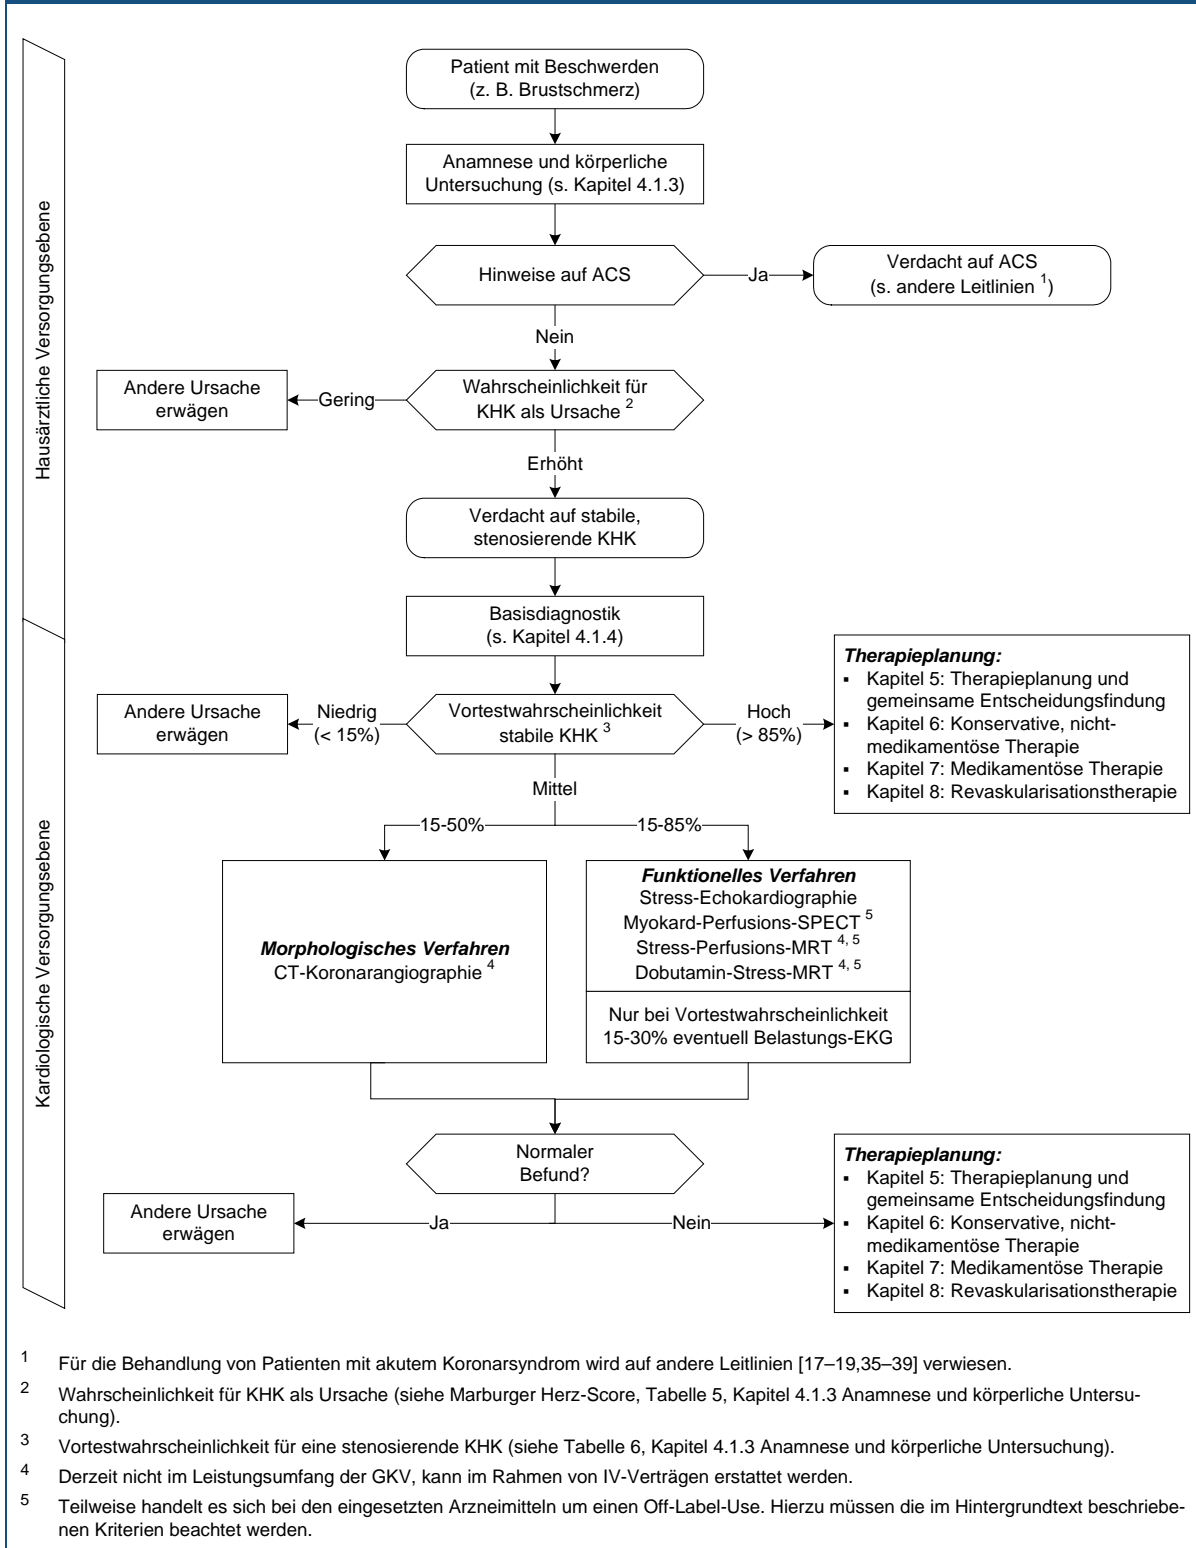 Hausärztliche Versorgungsebene
Patient mit Beschwerden
(z. B. Brustschmerz)
Anamnese und körperliche
Untersuchung (s. Kapitel 4.1.3)
Hinweise auf ACS
Ja
Verdacht auf ACS
(s. andere Leitlinien 1)
Nein
Andere Ursache
erwägen
Gering
Wahrscheinlichkeit für
KHK als Ursache 2
Erhöht
Verdacht auf stabile,
stenosierende KHK
Basisdiagnostik
(s. Kapitel 4.1.4)
Kardiologische Versorgungsebene
Andere Ursache
erwägen
Niedrig
(< 15%)
Vortestwahrscheinlichkeit
stabile KHK 3
Hoch
(> 85%)
Therapieplanung:
▪ Kapitel 5: Therapieplanung und
gemeinsame Entscheidungsfindung
▪ Kapitel 6: Konservative, nicht-
medikamentöse Therapie
▪ Kapitel 7: Medikamentöse Therapie
▪ Kapitel 8: Revaskularisationstherapie
Mittel
15-50%
15-85%
Morphologisches Verfahren
CT-Koronarangiographie 4
Funktionelles Verfahren
Stress-Echokardiographie
Myokard-Perfusions-SPECT 5
Stress-Perfusions-MRT 4, 5
Dobutamin-Stress-MRT 4, 5
Nur bei Vortestwahrscheinlichkeit
15-30% eventuell Belastungs-EKG
Normaler
Befund?
Andere Ursache
erwägen
Ja
Nein
Therapieplanung:
▪ Kapitel 5: Therapieplanung und
gemeinsame Entscheidungsfindung
▪ Kapitel 6: Konservative, nicht-
medikamentöse Therapie
▪ Kapitel 7: Medikamentöse Therapie
▪ Kapitel 8: Revaskularisationstherapie
1 Für die Behandlung von Patienten mit akutem Koronarsyndrom wird auf andere Leitlinien [17–19,35–39] verwiesen.
2 Wahrscheinlichkeit für KHK als Ursache (siehe Marburger Herz-Score, Tabelle 5, Kapitel 4.1.3 Anamnese und körperliche Untersu-
chung).
3 Vortestwahrscheinlichkeit für eine stenosierende KHK (siehe Tabelle 6, Kapitel 4.1.3 Anamnese und körperliche Untersuchung).
4 Derzeit nicht im Leistungsumfang der GKV, kann im Rahmen von IV-Verträgen erstattet werden.
5 Teilweise handelt es sich bei den eingesetzten Arzneimitteln um einen Off-Label-Use. Hierzu müssen die im Hintergrundtext beschriebe-
nen Kriterien beachtet werden.